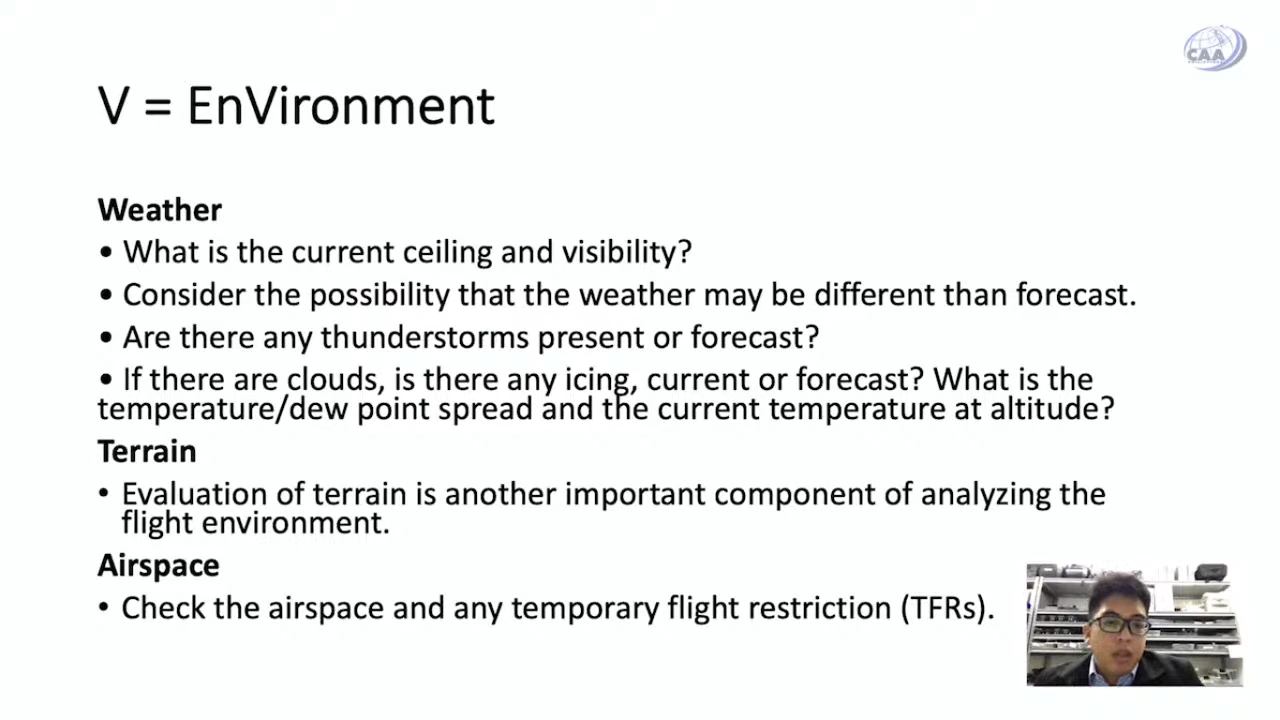 CAA
V = EnVironment
Weather
• What is the current ceiling and visibility?
• Consider the possibility that the weather may be different than forecast.
• Are there any thunderstorms present or forecast?
• If there are clouds, is there any icing, current or forecast? What is the
temperature/dew point spread and the current temperature at altitude?
Terrain
• Evaluation of terrain is another important component of analyzing the
flight environment.
Airspace
• Check the airspace and any temporary flight restriction (TFRs).